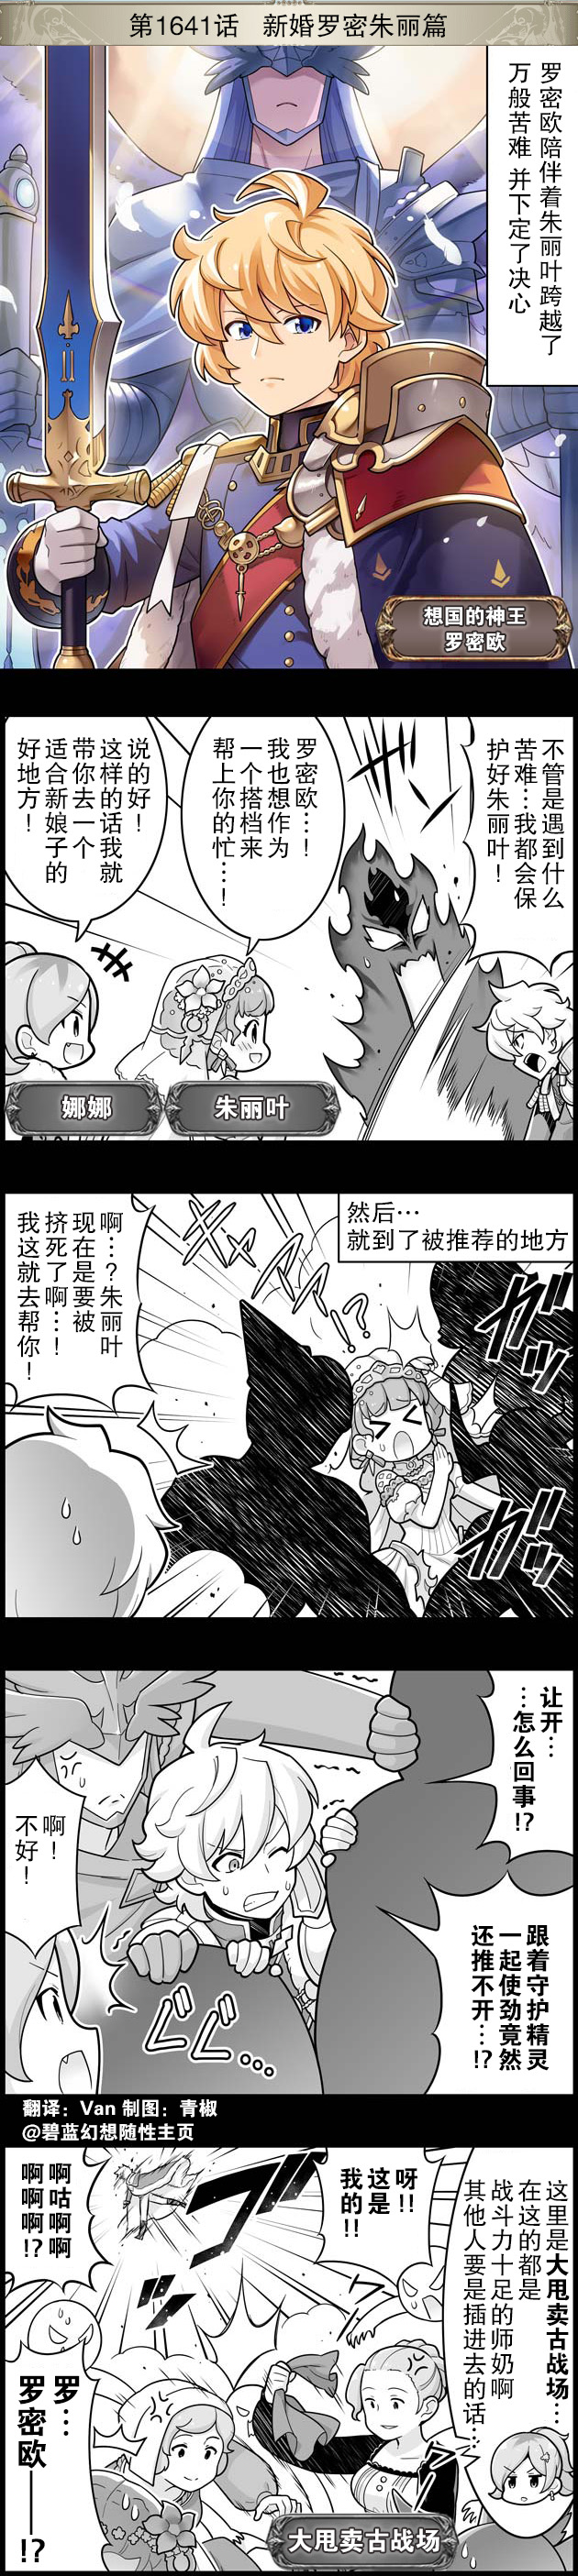 第1641话 新婚罗密朱丽篇
罗密欧陪伴着朱丽叶跨越了
万般苦难 并下定了决心
想国的神王
罗密欧
不管是遇到什么
苦难…我都会保
护好朱丽叶！
罗密欧…！
我也想作为
一个搭档来
帮上你的忙…！
说的好！
这样的话我就
带你去一个
适合新娘子的
好地方！
娜娜
朱丽叶
然后…
就到了被推荐的地方
ギャアギャア
ガッ
ガッ
啊…？朱丽叶
现在是要被
挤死了啊…！
我这就去帮你！
让开…
…怎么回事!?
跟着守护精灵
一起使劲竟然
还推不开…!?
啊！
不好！
ググ…
翻译：Van 制图：青椒
@碧蓝幻想随性主页
这里是大甩卖古战场…
在这的都是
战斗力十足的师奶啊
其他人要是插进去的话…
呀!!
这是
我的!!
啊咕啊啊
啊啊啊!?
罗…
罗密欧——!?
大甩卖古战场